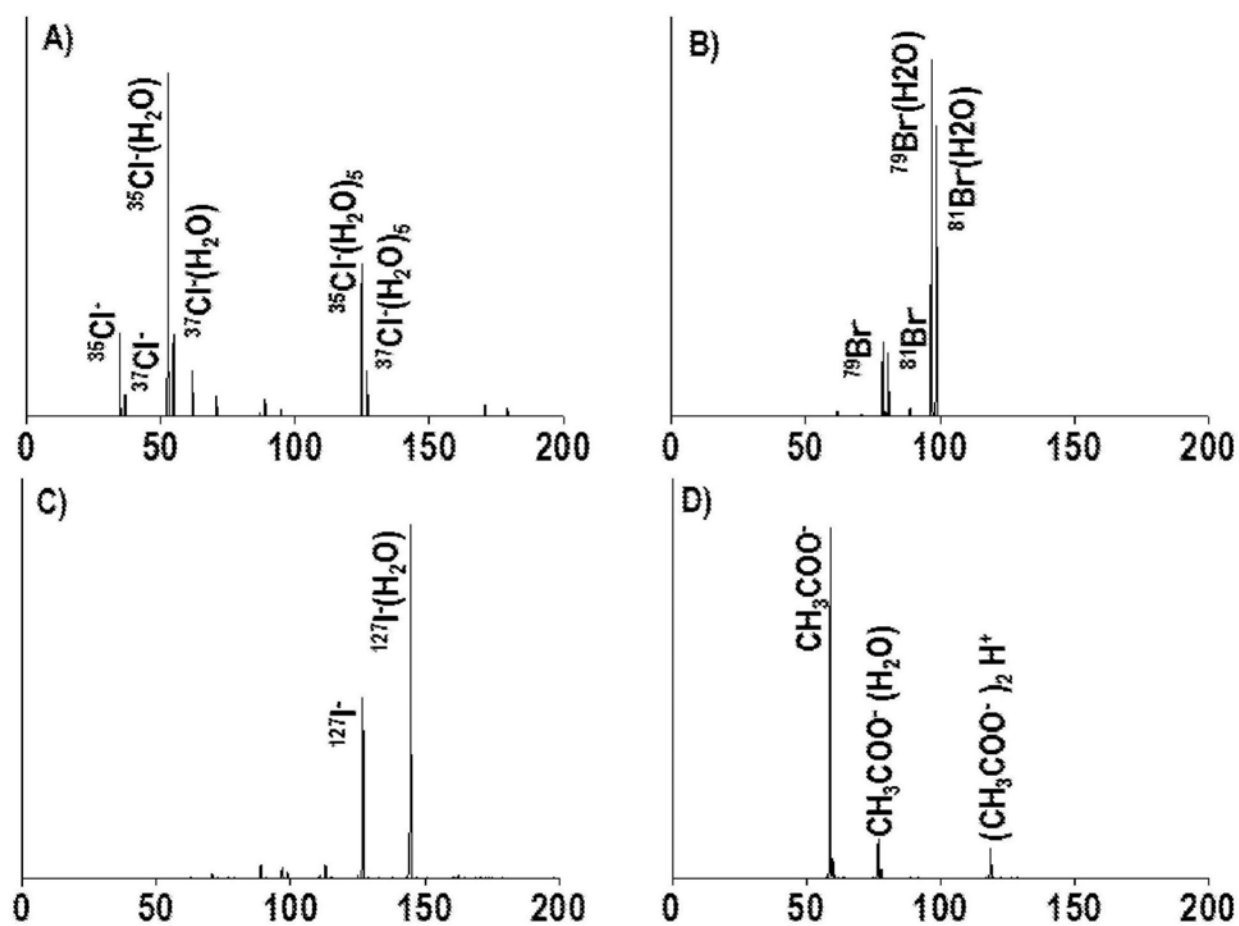 A)
³⁵Cl⁻
³⁷Cl⁻
³⁵Cl⁻(H₂O)
³⁷Cl⁻(H₂O)
³⁵Cl⁻(H₂O)₅
³⁷Cl⁻(H₂O)₅
0 50 100 150 200
B)
⁷⁹Br⁻
⁸¹Br⁻
⁷⁹Br⁻(H2O)
⁸¹Br⁻(H2O)
0 50 100 150 200
C)
¹²⁷I⁻
¹²⁷I⁻(H₂O)
0 50 100 150 200
D)
CH₃COO⁻
CH₃COO⁻ (H₂O)
(CH₃COO⁻ )₂ H⁺
0 50 100 150 200